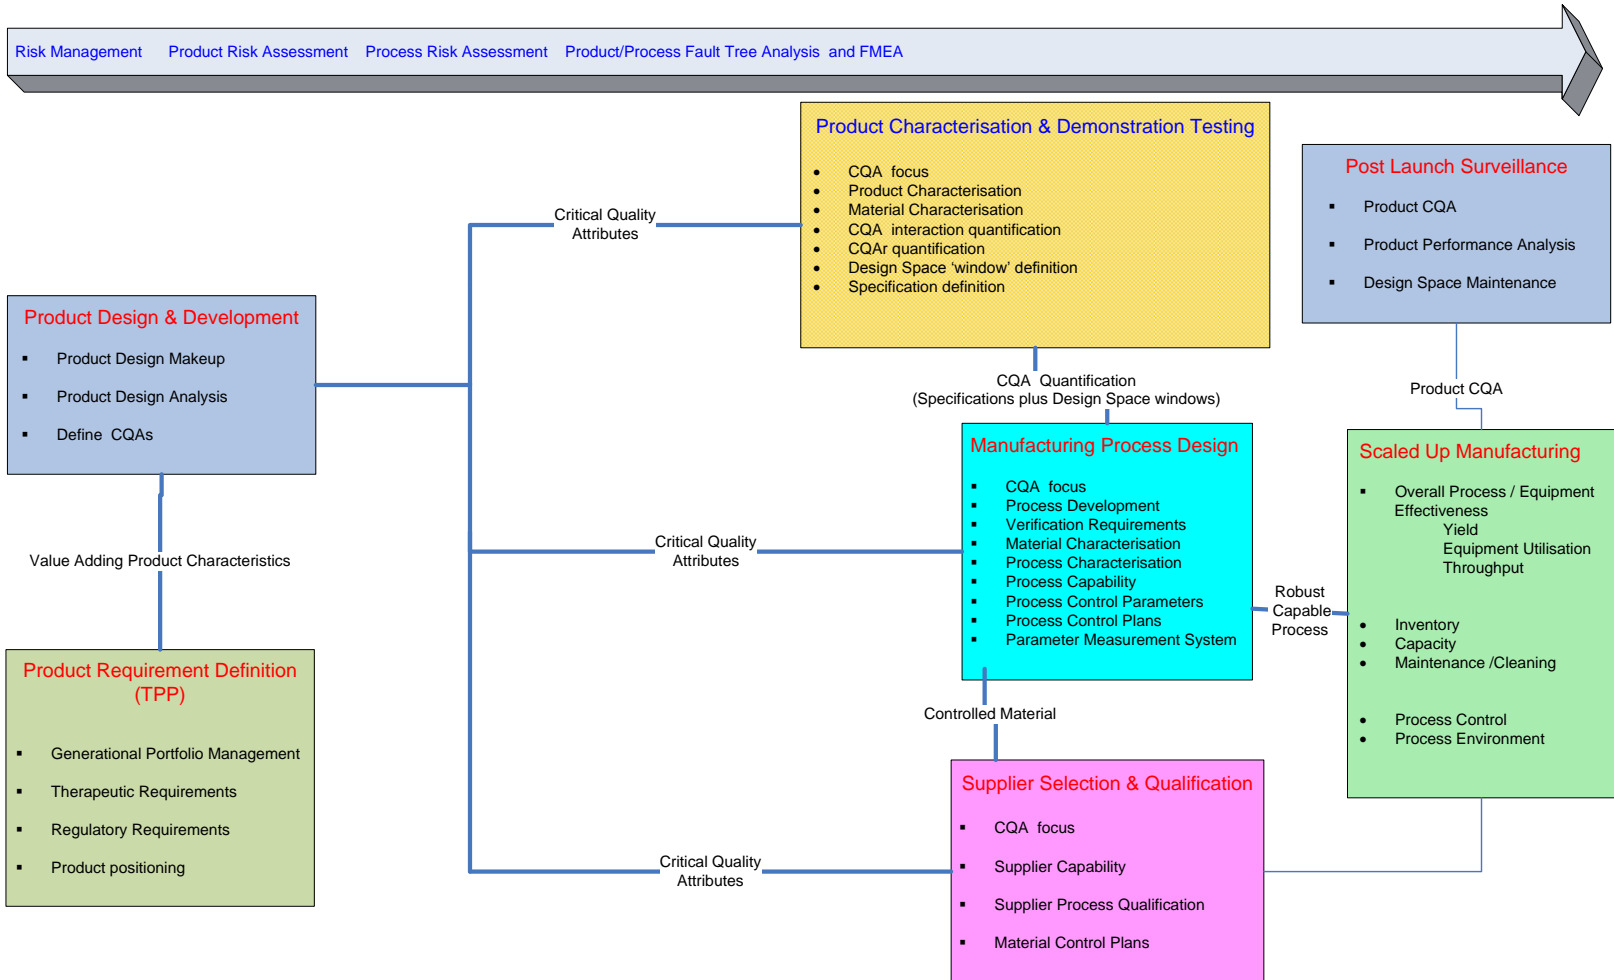 Risk Management Product Risk Assessment Process Risk Assessment Product/Process Fault Tree Analysis and FMEA
Product Characterisation & Demonstration Testing
CQA focus
Product Characterisation
Material Characterisation
CQA interaction quantification
CQAr quantification
Design Space ‘window’ definition
Specification definition
Post Launch Surveillance
Product CQA
Product Performance Analysis
Design Space Maintenance
Critical Quality
Attributes
Product Design & Development
Product Design Makeup
Product Design Analysis
Define CQAs
CQA Quantification
(Specifications plus Design Space windows)
Product CQA
Manufacturing Process Design
CQA focus
Process Development
Verification Requirements
Material Characterisation
Process Characterisation
Process Capability
Process Control Parameters
Process Control Plans
Parameter Measurement System
Scaled Up Manufacturing
Overall Process / Equipment
Effectiveness
Yield
Equipment Utilisation
Throughput
Inventory
Capacity
Maintenance /Cleaning
Process Control
Process Environment
Value Adding Product Characteristics
Critical Quality
Attributes
Robust
Capable
Process
Product Requirement Definition
(TPP)
Generational Portfolio Management
Therapeutic Requirements
Regulatory Requirements
Product positioning
Controlled Material
Supplier Selection & Qualification
CQA focus
Supplier Capability
Supplier Process Qualification
Material Control Plans
Critical Quality
Attributes